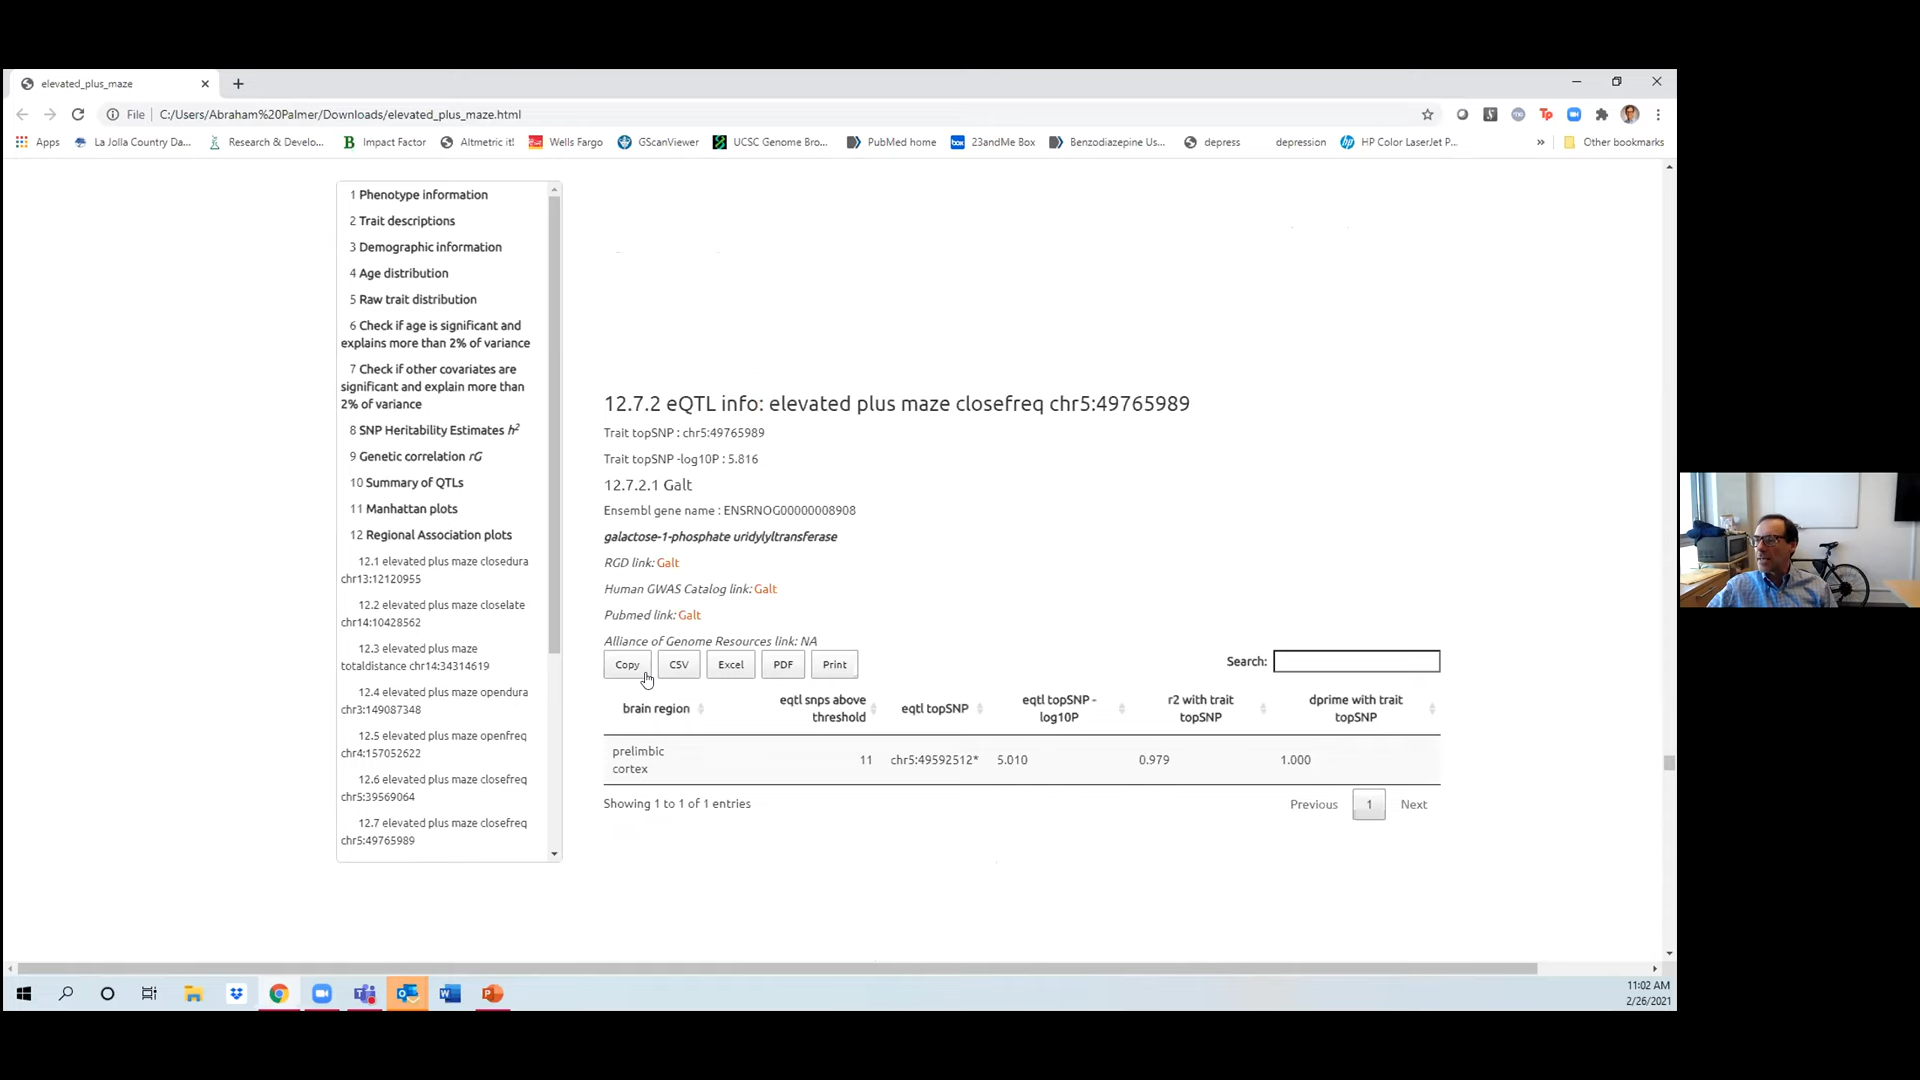 elevated_plus_maze
File
C:/Users/Abraham%20Palmer/Downloads/elevated_plus_maze.html
Apps
La Jolla Country Da...
Research & Develo...
Impact Factor
Altmetric it!
Wells Fargo
GScanViewer
UCSC Genome Bro...
PubMed home
23andMe Box
Benzodiazepine Us...
depress
depression
HP Color LaserJet P...
»
Other bookmarks
1 Phenotype information
2 Trait descriptions
3 Demographic information
4 Age distribution
5 Raw trait distribution
6 Check if age is significant and
explains more than 2% of variance
7 Check if other covariates are
significant and explain more than
2% of variance
8 SNP Heritability Estimates h²
9 Genetic correlation rG
10 Summary of QTLs
11 Manhattan plots
12 Regional Association plots
12.1 elevated plus maze closedura
chr13:12120955
12.2 elevated plus maze closelate
chr14:10428562
12.3 elevated plus maze
totaldistance chr14:34314619
12.4 elevated plus maze opendura
chr3:149087348
12.5 elevated plus maze openfreq
chr4:157052622
12.6 elevated plus maze closefreq
chr5:39569064
12.7 elevated plus maze closefreq
chr5:49765989
12.7.2 eQTL info: elevated plus maze closefreq chr5:49765989
Trait topSNP : chr5:49765989
Trait topSNP -log10P : 5.816
12.7.2.1 Galt
Ensembl gene name : ENSRNOG00000008908
galactose-1-phosphate uridylyltransferase
RGD link: Galt
Human GWAS Catalog link: Galt
Pubmed link: Galt
Alliance of Genome Resources link: NA
Copy CSV Excel PDF Print
Search:
brain region
eqtl snps above
threshold
eqtl topSNP
eqtl topSNP -
log10P
r2 with trait
topSNP
dprime with trait
topSNP
prelimbic
cortex
11 chr5:49592512* 5.010 0.979 1.000
Showing 1 to 1 of 1 entries
Previous 1 Next
11:02 AM
2/26/2021